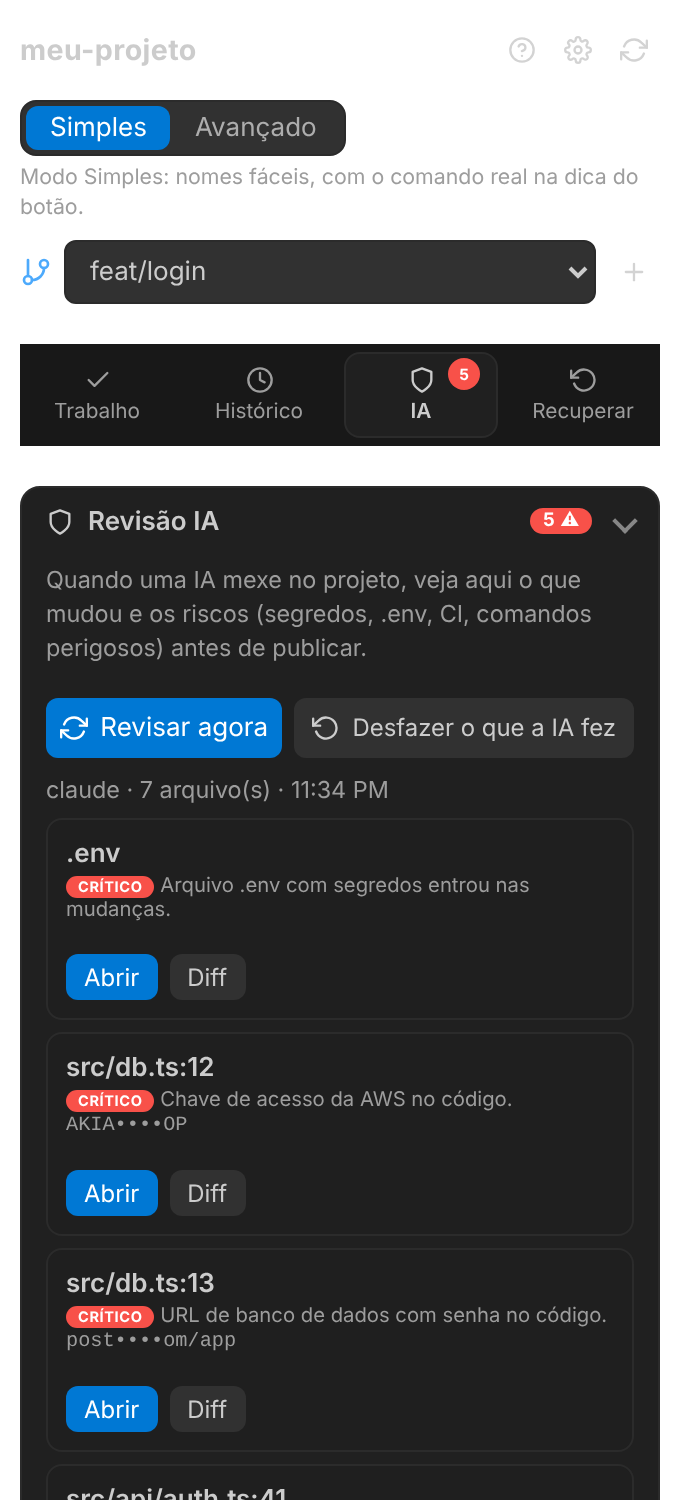 meu-projeto
Simples Avançado
Modo Simples: nomes fáceis, com o comando real na dica do
botão.
feat/login
Trabalho Histórico IA 5 Recuperar
Revisão IA 5
Quando uma IA mexe no projeto, veja aqui o que
mudou e os riscos (segredos, .env, CI, comandos
perigosos) antes de publicar.
Revisar agora Desfazer o que a IA fez
claude · 7 arquivo(s) · 11:34 PM
.env
CRÍTICO Arquivo .env com segredos entrou nas
mudanças.
Abrir Diff
src/db.ts:12
CRÍTICO Chave de acesso da AWS no código.
AKIA••••OP
Abrir Diff
src/db.ts:13
CRÍTICO URL de banco de dados com senha no código.
post••••om/app
Abrir Diff
src/api/auth.ts:41